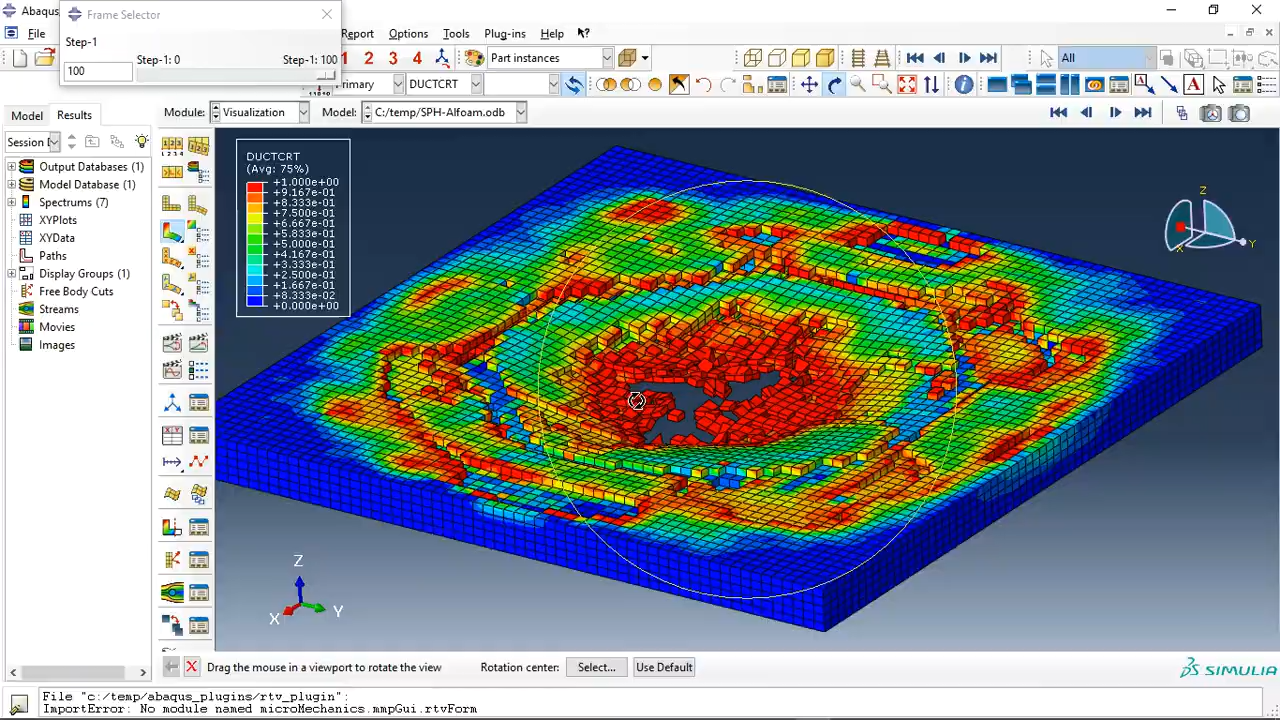 Abaqus
Frame Selector
File
Report
Options
Tools
Plug-ins
Help
Step-1
Step-1: 0
Step-1: 100
100
1 2 3 4
Part instances
All
Primary
DUCTCRT
Model
Results
Module:
Visualization
Model:
C:/temp/SPH-Alfoam.odb
Session D
Output Databases (1)
Model Database (1)
Spectrums (7)
XYPlots
XYData
Paths
Display Groups (1)
Free Body Cuts
Streams
Movies
Images
DUCTCRT
(Avg: 75%)
+1.000e+00
+9.167e-01
+8.333e-01
+7.500e-01
+6.667e-01
+5.833e-01
+5.000e-01
+4.167e-01
+3.333e-01
+2.500e-01
+1.667e-01
+8.333e-02
+0.000e+00
Z
Y
X
Z
Y
X
Drag the mouse in a viewport to rotate the view
Rotation center:
Select...
Use Default
SIMULIA
File "c:/temp/abaqus_plugins/rtv_plugin":
ImportError: No module named microMechanics.mmpGui.rtvForm